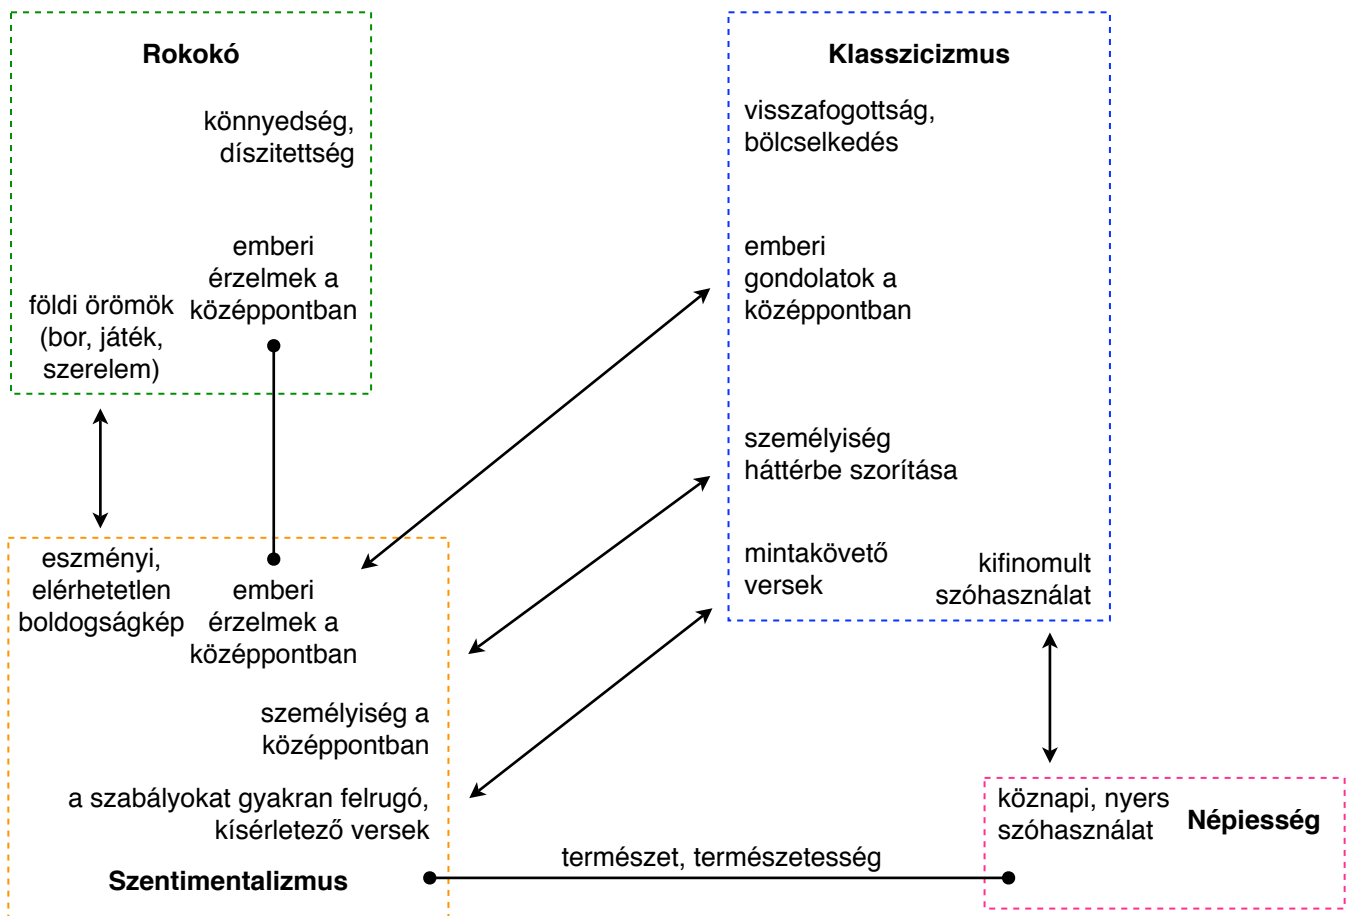 Rokokó
könnyedség,
díszitettség
emberi
érzelmek a
középpontban
földi örömök
(bor, játék,
szerelem)
Klasszicizmus
visszafogottság,
bölcselkedés
emberi
gondolatok a
középpontban
személyiség
háttérbe szorítása
mintakövető
versek
kifinomult
szóhasználat
eszményi,
elérhetetlen
boldogságkép
emberi
érzelmek a
középpontban
személyiség a
középpontban
a szabályokat gyakran felrugó,
kísérletező versek
Szentimentalizmus
természet, természetesség
köznapi, nyers
szóhasználat
Népiesség